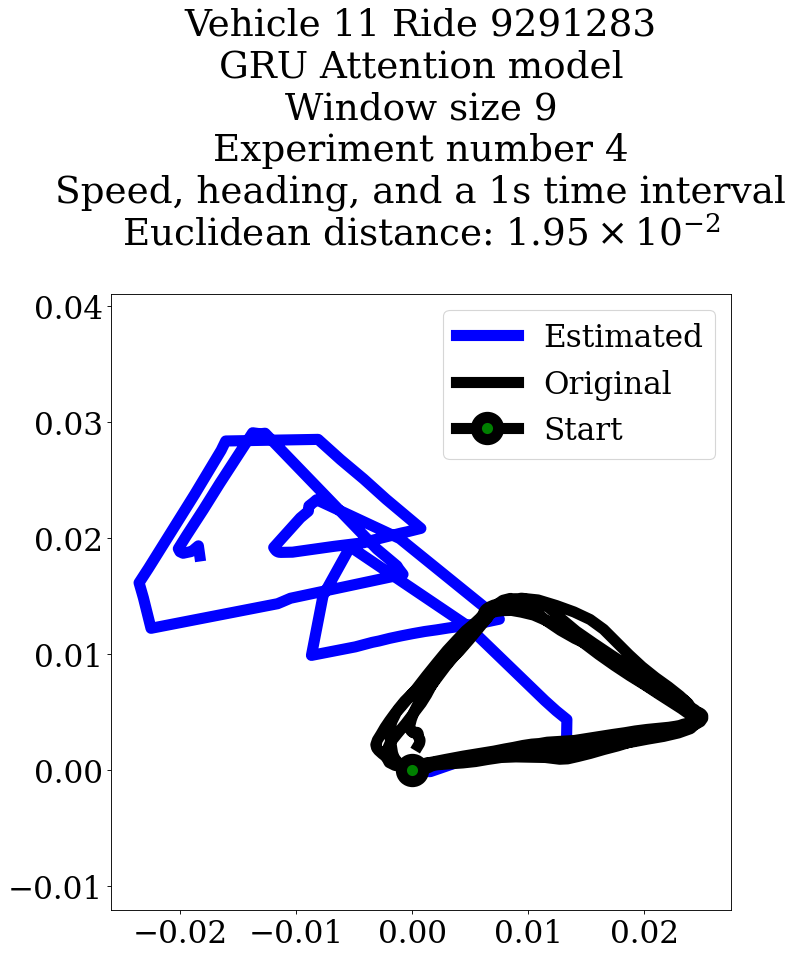 Vehicle 11 Ride 9291283
GRU Attention model
Window size 9
Experiment number 4
Speed, heading, and a 1s time interval
Euclidean distance: 1.95 × 10⁻²
0.04
0.03
0.02
0.01
0.00
−0.01
Estimated
Original
Start
−0.02 −0.01 0.00 0.01 0.02